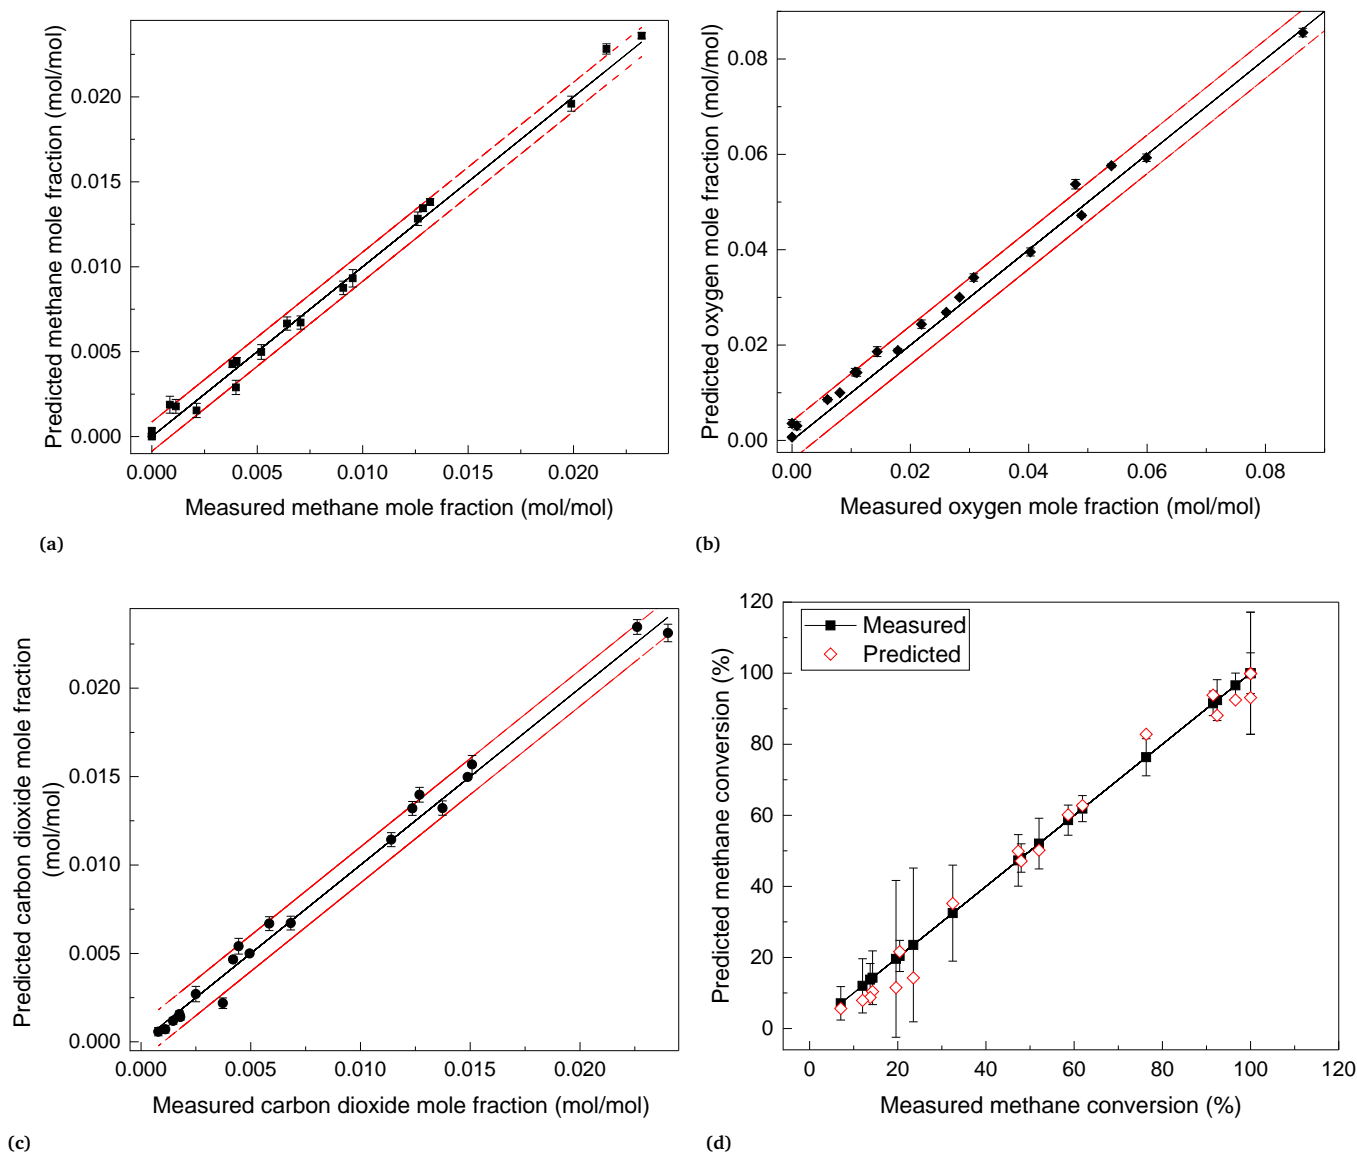 Predicted methane mole fraction (mol/mol)
0.020
0.015
0.010
0.005
0.000
0.000 0.005 0.010 0.015 0.020
Measured methane mole fraction (mol/mol)
(a)
Predicted oxygen mole fraction (mol/mol)
0.08
0.06
0.04
0.02
0.00
0.00 0.02 0.04 0.06 0.08
Measured oxygen mole fraction (mol/mol)
(b)
Predicted carbon dioxide mole fraction
(mol/mol)
0.020
0.015
0.010
0.005
0.000
0.000 0.005 0.010 0.015 0.020
Measured carbon dioxide mole fraction (mol/mol)
(c)
Predicted methane conversion (%)
120
100
80
60
40
20
0
Measured
Predicted
0 20 40 60 80 100 120
Measured methane conversion (%)
(d)